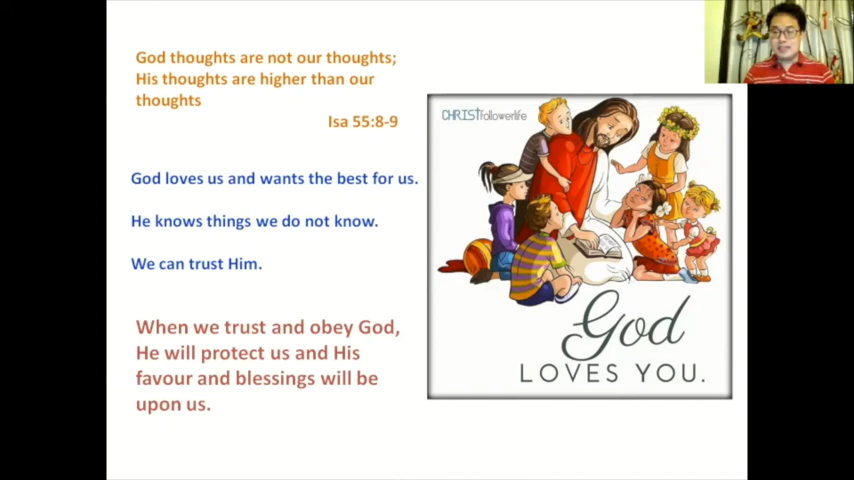 God thoughts are not our thoughts;
His thoughts are higher than our
thoughts
Isa 55:8-9
God loves us and wants the best for us.
He knows things we do not know.
We can trust Him.
When we trust and obey God,
He will protect us and His
favour and blessings will be
upon us.
CHRISTfollowerlife
God
LOVES YOU.